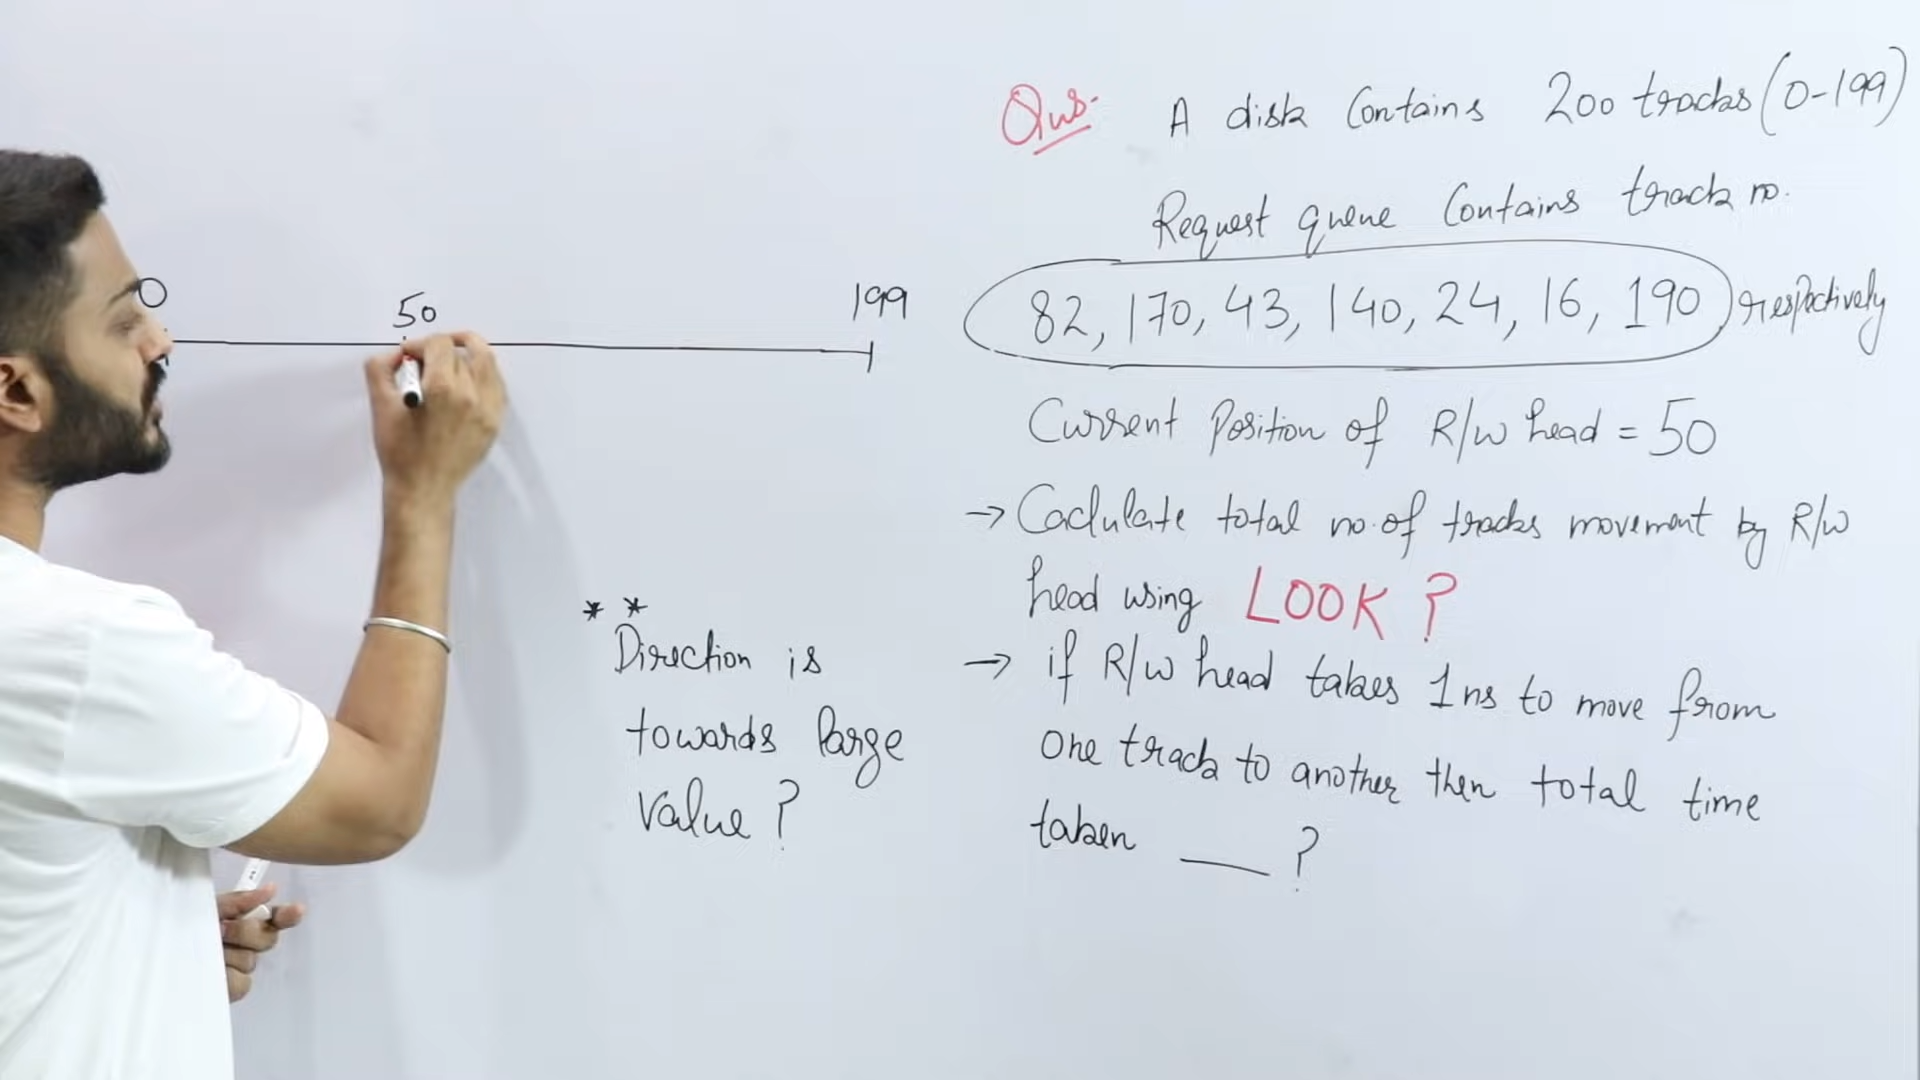 0
50
199
* *
Direction is
towards large
value?
Qus.
A disk Contains 200 tracks (0-199)
Request queue Contains track no.
82, 170, 43, 140, 24, 16, 190 respectively
Current Position of R/w head = 50
→ Caclulate total no. of tracks movement by R/w
head using LOOK?
→ if R/w head takes 1ns to move from
one track to another then total time
taken ___ ?